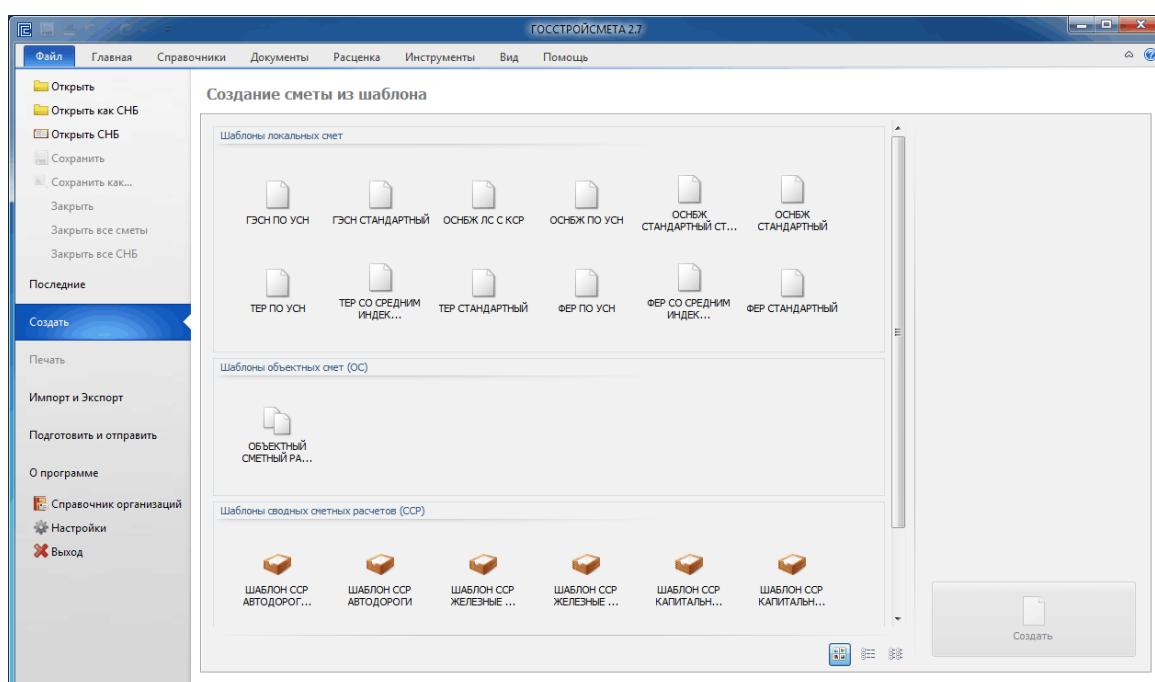 ГОССТРОЙСМЕТА 2.7
Файл Главная Справочники Документы Расценка Инструменты Вид Помощь
Открыть
Открыть как СНБ
Открыть СНБ
Сохранить
Сохранить как...
Закрыть
Закрыть все сметы
Закрыть все СНБ
Последние
Создать
Печать
Импорт и Экспорт
Подготовить и отправить
О программе
Справочник организаций
Настройки
Выход
Создание сметы из шаблона
Шаблоны локальных смет
ГЭСН ПО УСН
ГЭСН СТАНДАРТНЫЙ
ОСНБЖ ЛС С КСР
ОСНБЖ ПО УСН
ОСНБЖ
СТАНДАРТНЫЙ СТ...
ОСНБЖ
СТАНДАРТНЫЙ
ТЕР ПО УСН
ТЕР СО СРЕДНИМ
ИНДЕК...
ТЕР СТАНДАРТНЫЙ
ФЕР ПО УСН
ФЕР СО СРЕДНИМ
ИНДЕК...
ФЕР СТАНДАРТНЫЙ
Шаблоны объектных смет (ОС)
ОБЪЕКТНЫЙ
СМЕТНЫЙ РА...
Шаблоны сводных сметных расчетов (ССР)
ШАБЛОН ССР
АВТОДОРОГ...
ШАБЛОН ССР
АВТОДОРОГИ
ШАБЛОН ССР
ЖЕЛЕЗНЫЕ ...
ШАБЛОН ССР
ЖЕЛЕЗНЫЕ ...
ШАБЛОН ССР
КАПИТАЛЬН...
ШАБЛОН ССР
КАПИТАЛЬН...
Создать